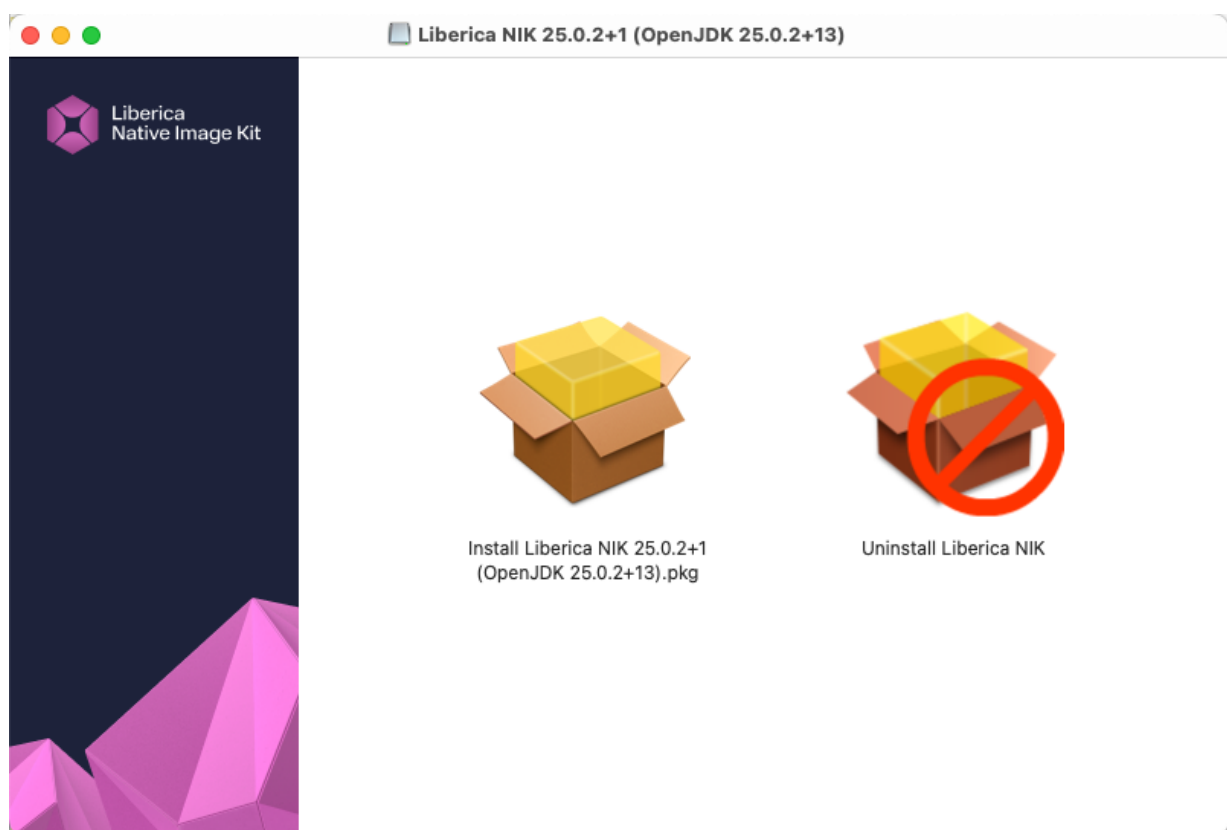 Liberica NIK 25.0.2+1 (OpenJDK 25.0.2+13)
Liberica
Native Image Kit
Install Liberica NIK 25.0.2+1
(OpenJDK 25.0.2+13).pkg
Uninstall Liberica NIK